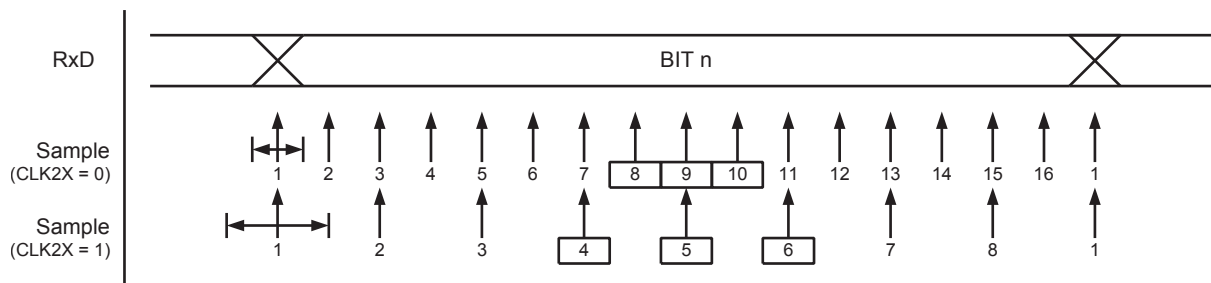 RxD BIT n
Sample
(CLK2X = 0) 1 2 3 4 5 6 7 8 9 10 11 12 13 14 15 16 1
Sample
(CLK2X = 1) 1 2 3 4 5 6 7 8 1